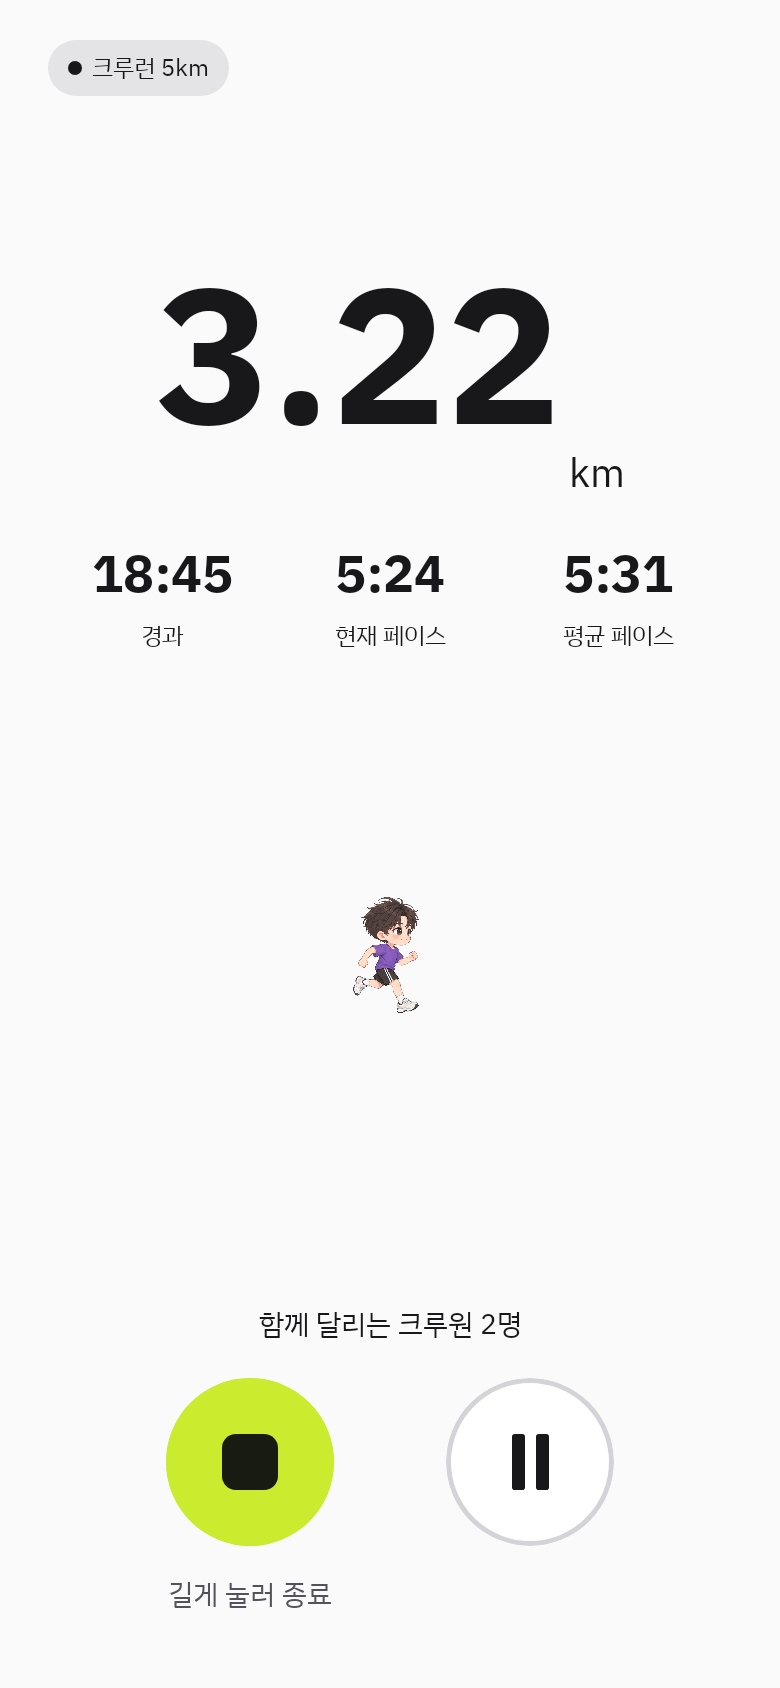 크루런 5km
3.22
km
18:45 5:24 5:31
경과 현재 페이스 평균 페이스
함께 달리는 크루원 2명
길게 눌러 종료